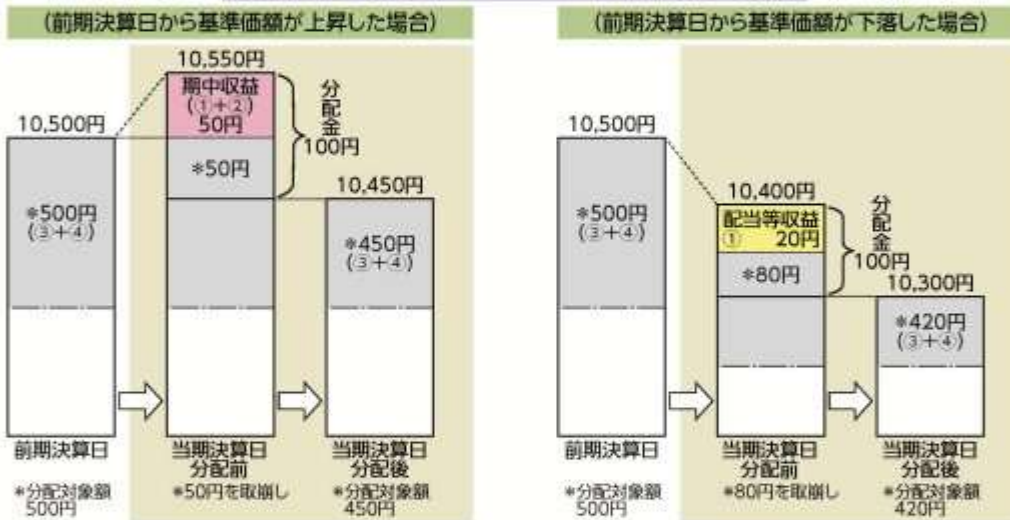 (前期決算日から基準価額が上昇した場合)
10,550円
期中収益
(①+②)
50円
分配金
100円
10,500円
*50円
10,450円
*500円
(③+④)
*450円
(③+④)
前期決算日
当期決算日
分配前
当期決算日
分配後
*分配対象額
500円
*50円を取崩し
*分配対象額
450円
(前期決算日から基準価額が下落した場合)
10,500円
10,400円
配当等収益
① 20円
分配金
100円
*500円
(③+④)
*80円
10,300円
*420円
(③+④)
前期決算日
当期決算日
分配前
当期決算日
分配後
*分配対象額
500円
*80円を取崩し
*分配対象額
420円